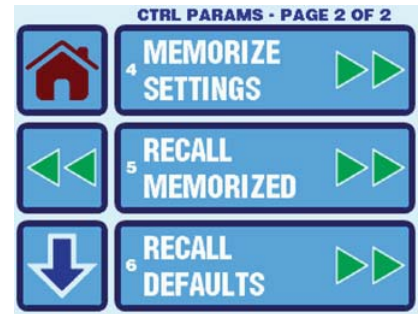 CTRL PARAMS - PAGE 2 OF 2
4 MEMORIZE
SETTINGS
5 RECALL
MEMORIZED
6 RECALL
DEFAULTS